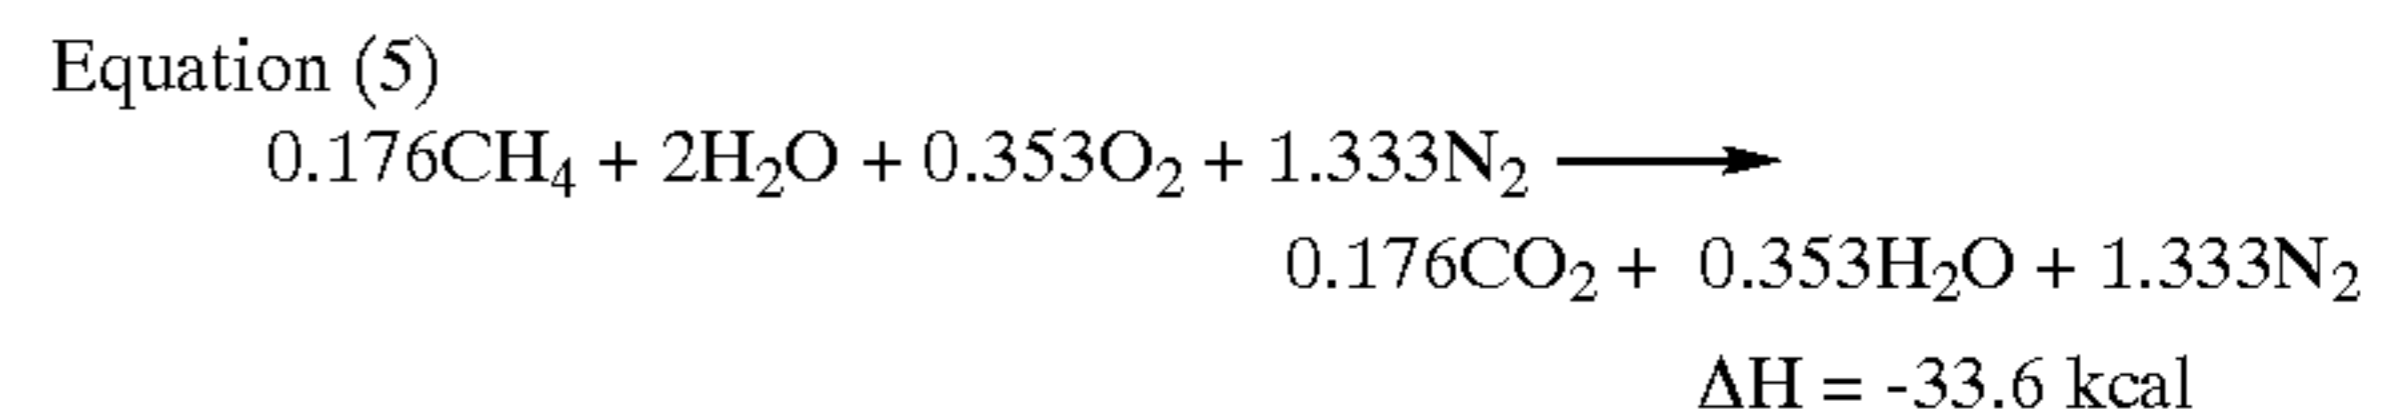 Equation (5)
0.176CH₄ + 2H₂O + 0.353O₂ + 1.333N₂ ⟶
0.176CO₂ + 0.353H₂O + 1.333N₂
ΔH = -33.6 kcal